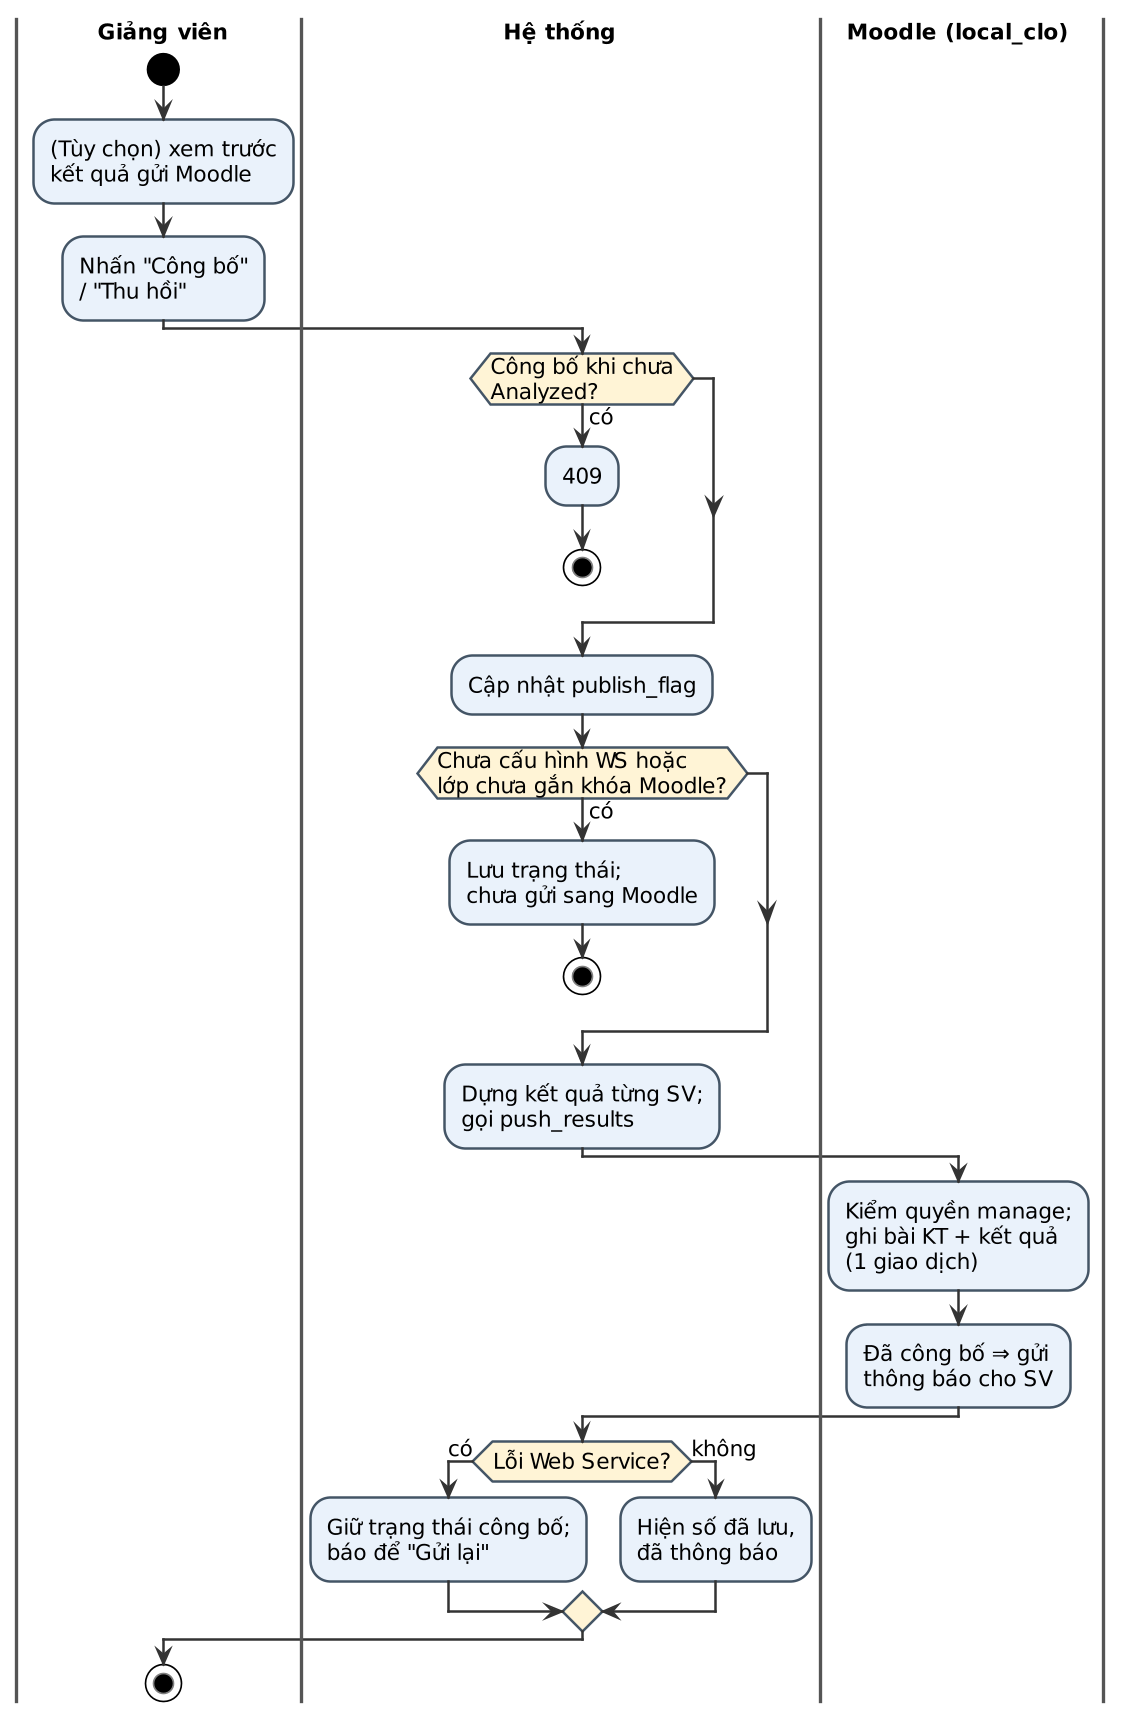 Giảng viên
Hệ thống
Moodle (local_clo)
(Tùy chọn) xem trước
kết quả gửi Moodle
Nhấn "Công bố"
/ "Thu hồi"
Công bố khi chưa
Analyzed?
có
409
Cập nhật publish_flag
Chưa cấu hình WS hoặc
lớp chưa gắn khóa Moodle?
có
Lưu trạng thái;
chưa gửi sang Moodle
Dựng kết quả từng SV;
gọi push_results
Kiểm quyền manage;
ghi bài KT + kết quả
(1 giao dịch)
Đã công bố ⇒ gửi
thông báo cho SV
có
Lỗi Web Service?
không
Giữ trạng thái công bố;
báo để "Gửi lại"
Hiện số đã lưu,
đã thông báo